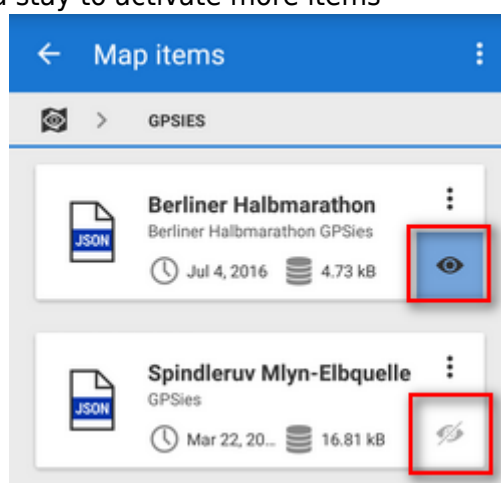 stay to activate more items
Map items
GPSIES
Berliner Halbmarathon
Berliner Halbmarathon GPSies
JSON
Jul 4, 2016 4.73 kB
Spindleruv Mlyn-Elbquelle
GPSies
JSON
Mar 22, 20... 16.81 kB